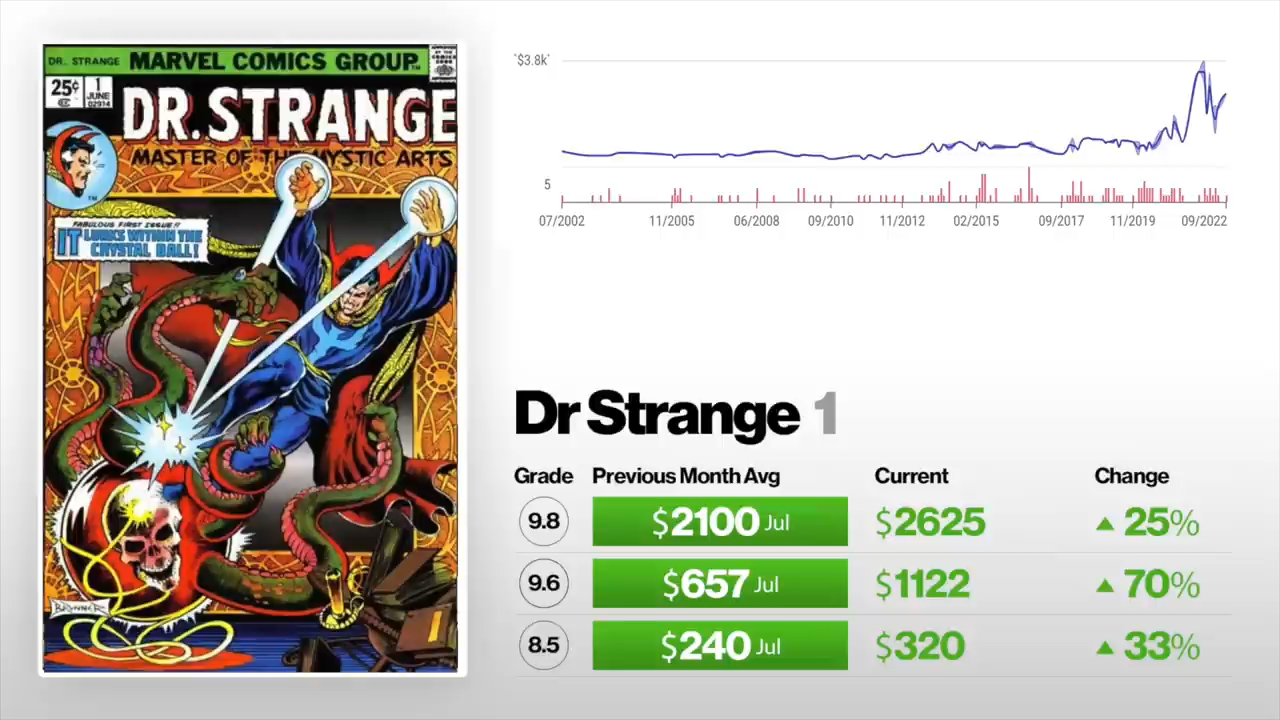 DR. STRANGE MARVEL COMICS GROUP TM
25¢ 1
JUNE
02914
DR. STRANGE
MASTER OF THE MYSTIC ARTS
TM
FABULOUS FIRST ISSUE!!
IT LURKS WITHIN THE
CRYSTAL BALL!
BRUNNER
$3.8k
5
07/2002 11/2005 06/2008 09/2010 11/2012 02/2015 09/2017 11/2019 09/2022
Dr Strange 1
Grade Previous Month Avg Current Change
9.8 $2100 Jul $2625 ▲ 25%
9.6 $657 Jul $1122 ▲ 70%
8.5 $240 Jul $320 ▲ 33%